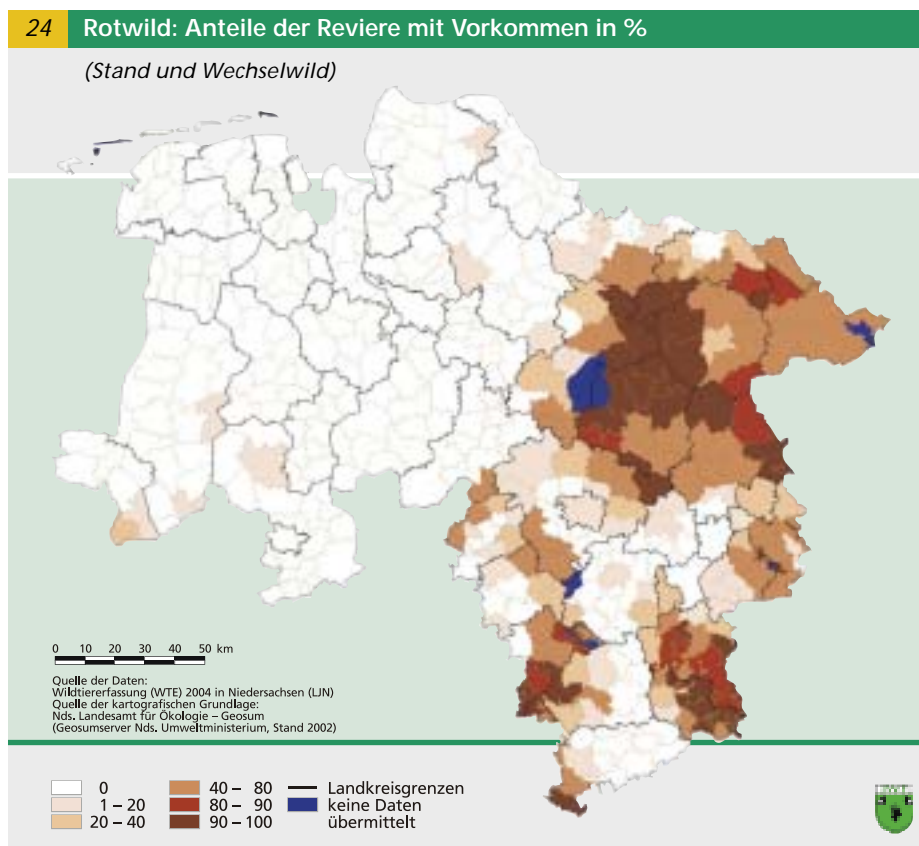 24 Rotwild: Anteile der Reviere mit Vorkommen in %
(Stand und Wechselwild)
0 10 20 30 40 50 km
Quelle der Daten:
Wildtiererfassung (WTE) 2004 in Niedersachsen (LJN)
Quelle der kartografischen Grundlage:
Nds. Landesamt für Ökologie – Geosum
(Geosumserver Nds. Umweltministerium, Stand 2002)
0
1 – 20
20 – 40
40 – 80
80 – 90
90 – 100
Landkreisgrenzen
keine Daten
übermittelt